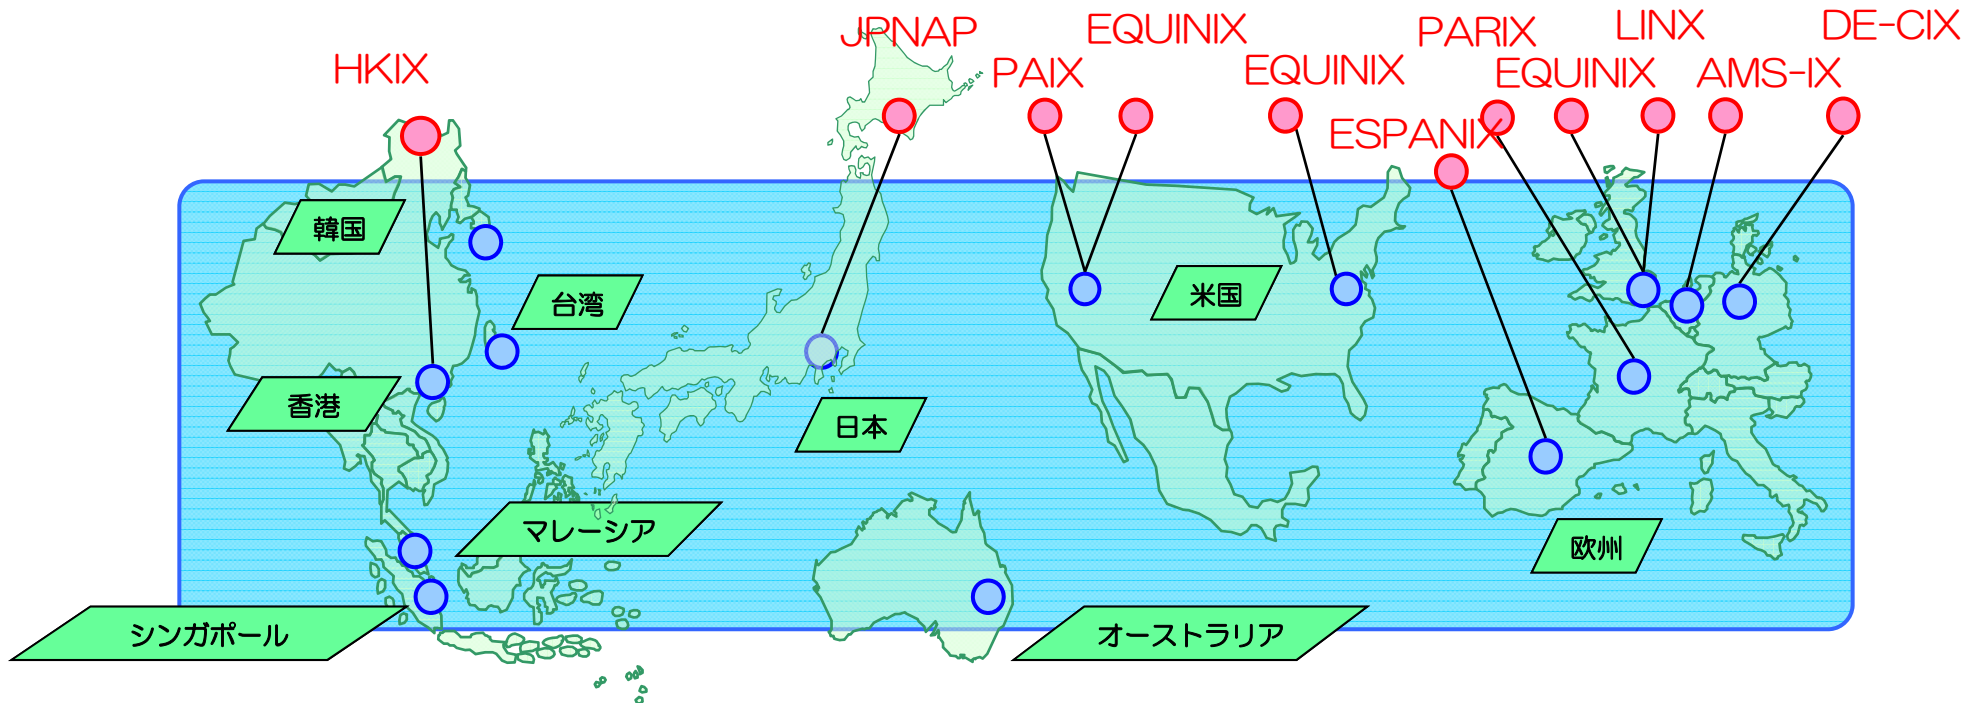 HKIX
JPNAP
PAIX
EQUINIX
EQUINIX
PARIX
EQUINIX
LINX
AMS-IX
DE-CIX
ESPANIX
韓国
台湾
香港
日本
米国
マレーシア
欧州
シンガポール
オーストラリア